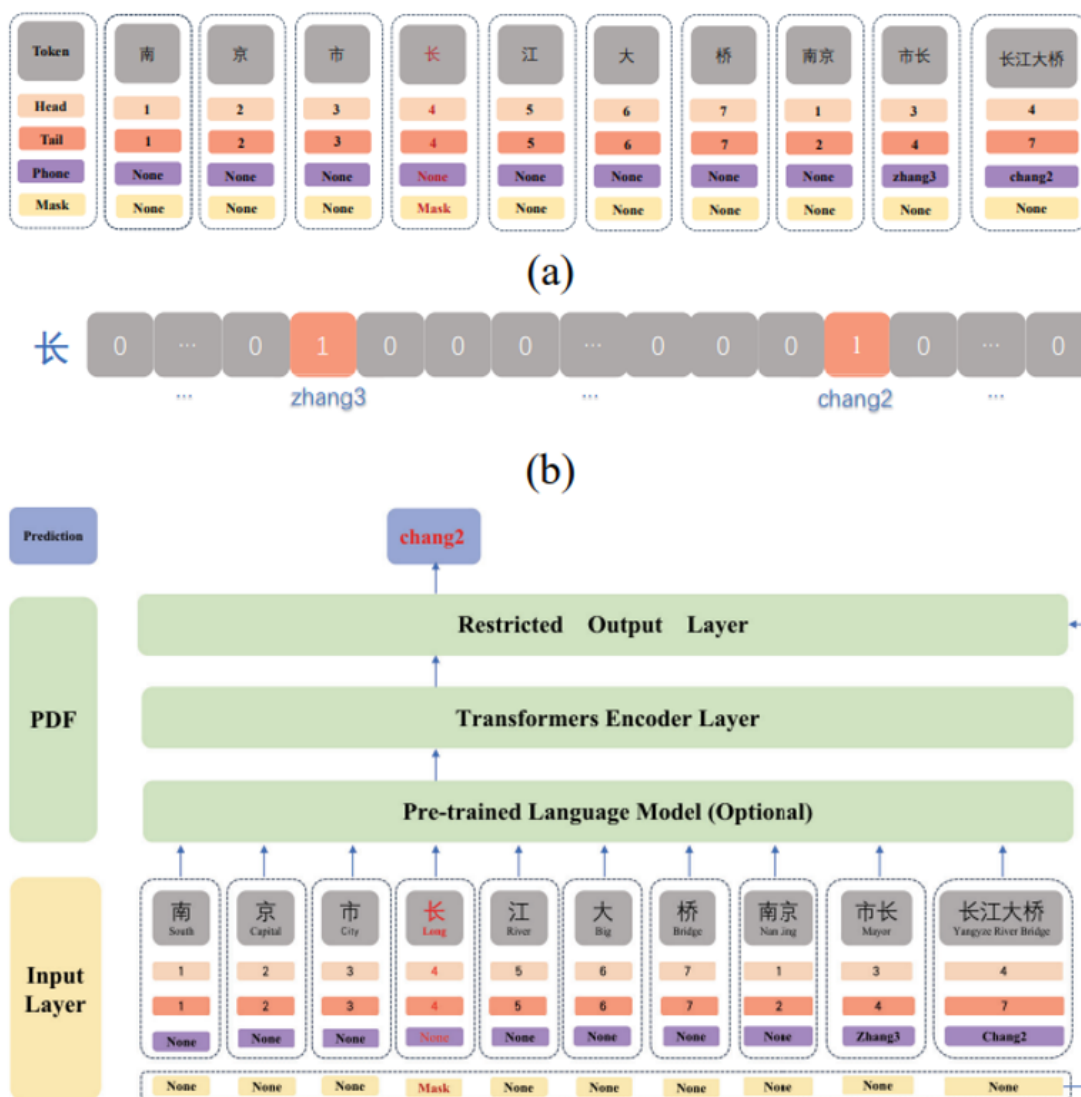 Token 南 京 市 长 江 大 桥 南京 市长 长江大桥
Head 1 2 3 4 5 6 7 1 3 4
Tail 1 2 3 4 5 6 7 2 4 7
Phone None None None None None None None None zhang3 chang2
Mask None None None Mask None None None None None None
(a)
长 0 ... 0 1 0 0 0 ... 0 0 0 1 0 ... 0
... zhang3 ... chang2 ...
(b)
Prediction chang2
Restricted Output Layer
PDF Transformers Encoder Layer
Pre-trained Language Model (Optional)
南 京 市 长 江 大 桥 南京 市长 长江大桥
South Capital City Long River Big Bridge Nan Jing Mayor Yangyze River Bridge
Input Layer
1 2 3 4 5 6 7 1 3 4
1 2 3 4 5 6 7 2 4 7
None None None None None None None None Zhang3 Chang2
None None None Mask None None None None None None